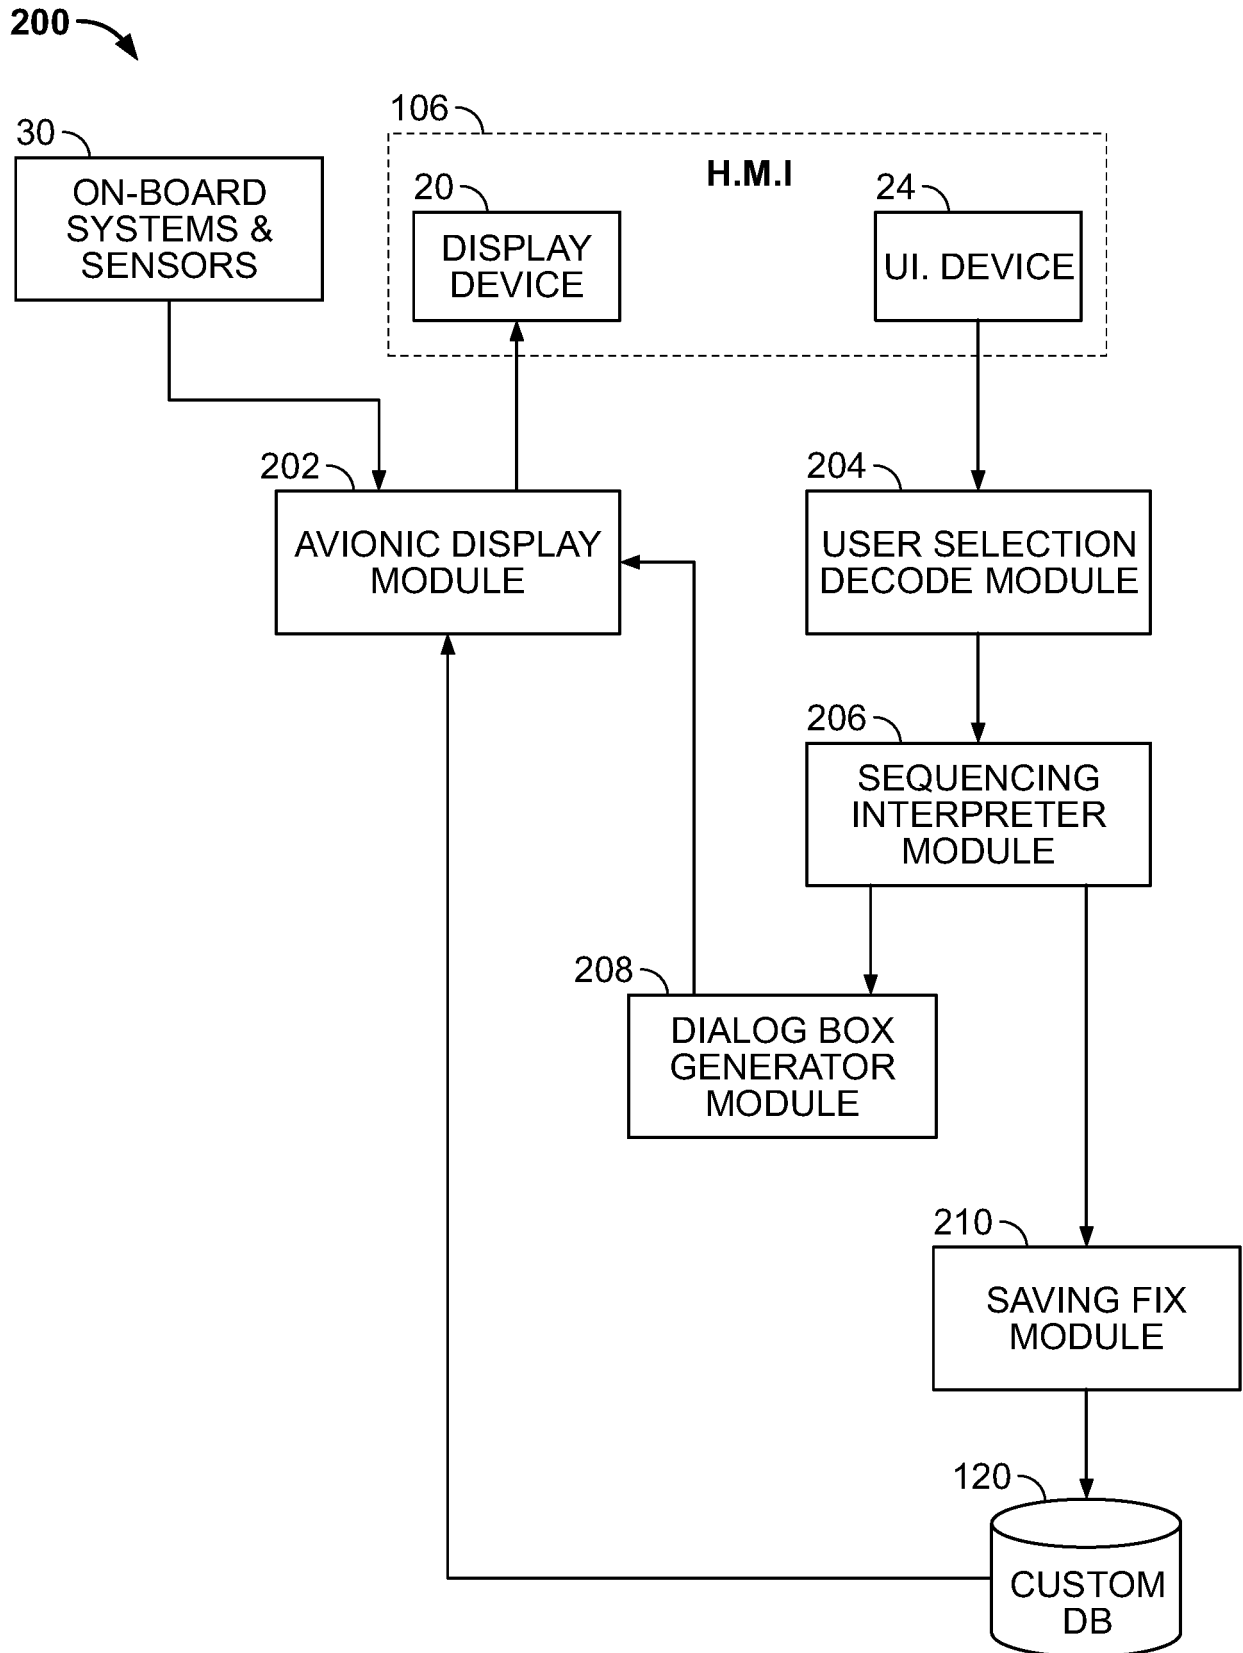 200
106
H.M.I
30
ON-BOARD
SYSTEMS &
SENSORS
20
DISPLAY
DEVICE
24
UI. DEVICE
202
AVIONIC DISPLAY
MODULE
204
USER SELECTION
DECODE MODULE
206
SEQUENCING
INTERPRETER
MODULE
208
DIALOG BOX
GENERATOR
MODULE
210
SAVING FIX
MODULE
120
CUSTOM
DB